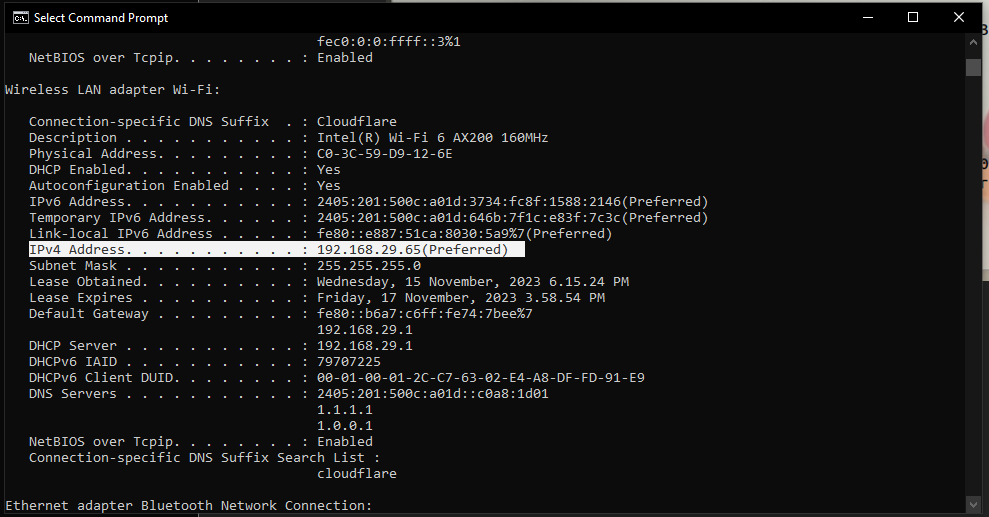 Select Command Prompt
fec0:0:0:ffff::3%1
NetBIOS over Tcpip. . . . . . . . : Enabled
Wireless LAN adapter Wi-Fi:
Connection-specific DNS Suffix  . : Cloudflare
Description . . . . . . . . . . . : Intel(R) Wi-Fi 6 AX200 160MHz
Physical Address. . . . . . . . . : C0-3C-59-D9-12-6E
DHCP Enabled. . . . . . . . . . . : Yes
Autoconfiguration Enabled . . . . : Yes
IPv6 Address. . . . . . . . . . . : 2405:201:500c:a01d:3734:fc8f:1588:2146(Preferred)
Temporary IPv6 Address. . . . . . : 2405:201:500c:a01d:646b:7f1c:e83f:7c3c(Preferred)
Link-local IPv6 Address . . . . . : fe80::e887:51ca:8030:5a9%7(Preferred)
IPv4 Address. . . . . . . . . . . : 192.168.29.65(Preferred)
Subnet Mask . . . . . . . . . . . : 255.255.255.0
Lease Obtained. . . . . . . . . . : Wednesday, 15 November, 2023 6.15.24 PM
Lease Expires . . . . . . . . . . : Friday, 17 November, 2023 3.58.54 PM
Default Gateway . . . . . . . . . : fe80::b6a7:c6ff:fe74:7bee%7
192.168.29.1
DHCP Server . . . . . . . . . . . : 192.168.29.1
DHCPv6 IAID . . . . . . . . . . . : 79707225
DHCPv6 Client DUID. . . . . . . . : 00-01-00-01-2C-C7-63-02-E4-A8-DF-FD-91-E9
DNS Servers . . . . . . . . . . . : 2405:201:500c:a01d::c0a8:1d01
1.1.1.1
1.0.0.1
NetBIOS over Tcpip. . . . . . . . : Enabled
Connection-specific DNS Suffix Search List :
cloudflare
Ethernet adapter Bluetooth Network Connection: